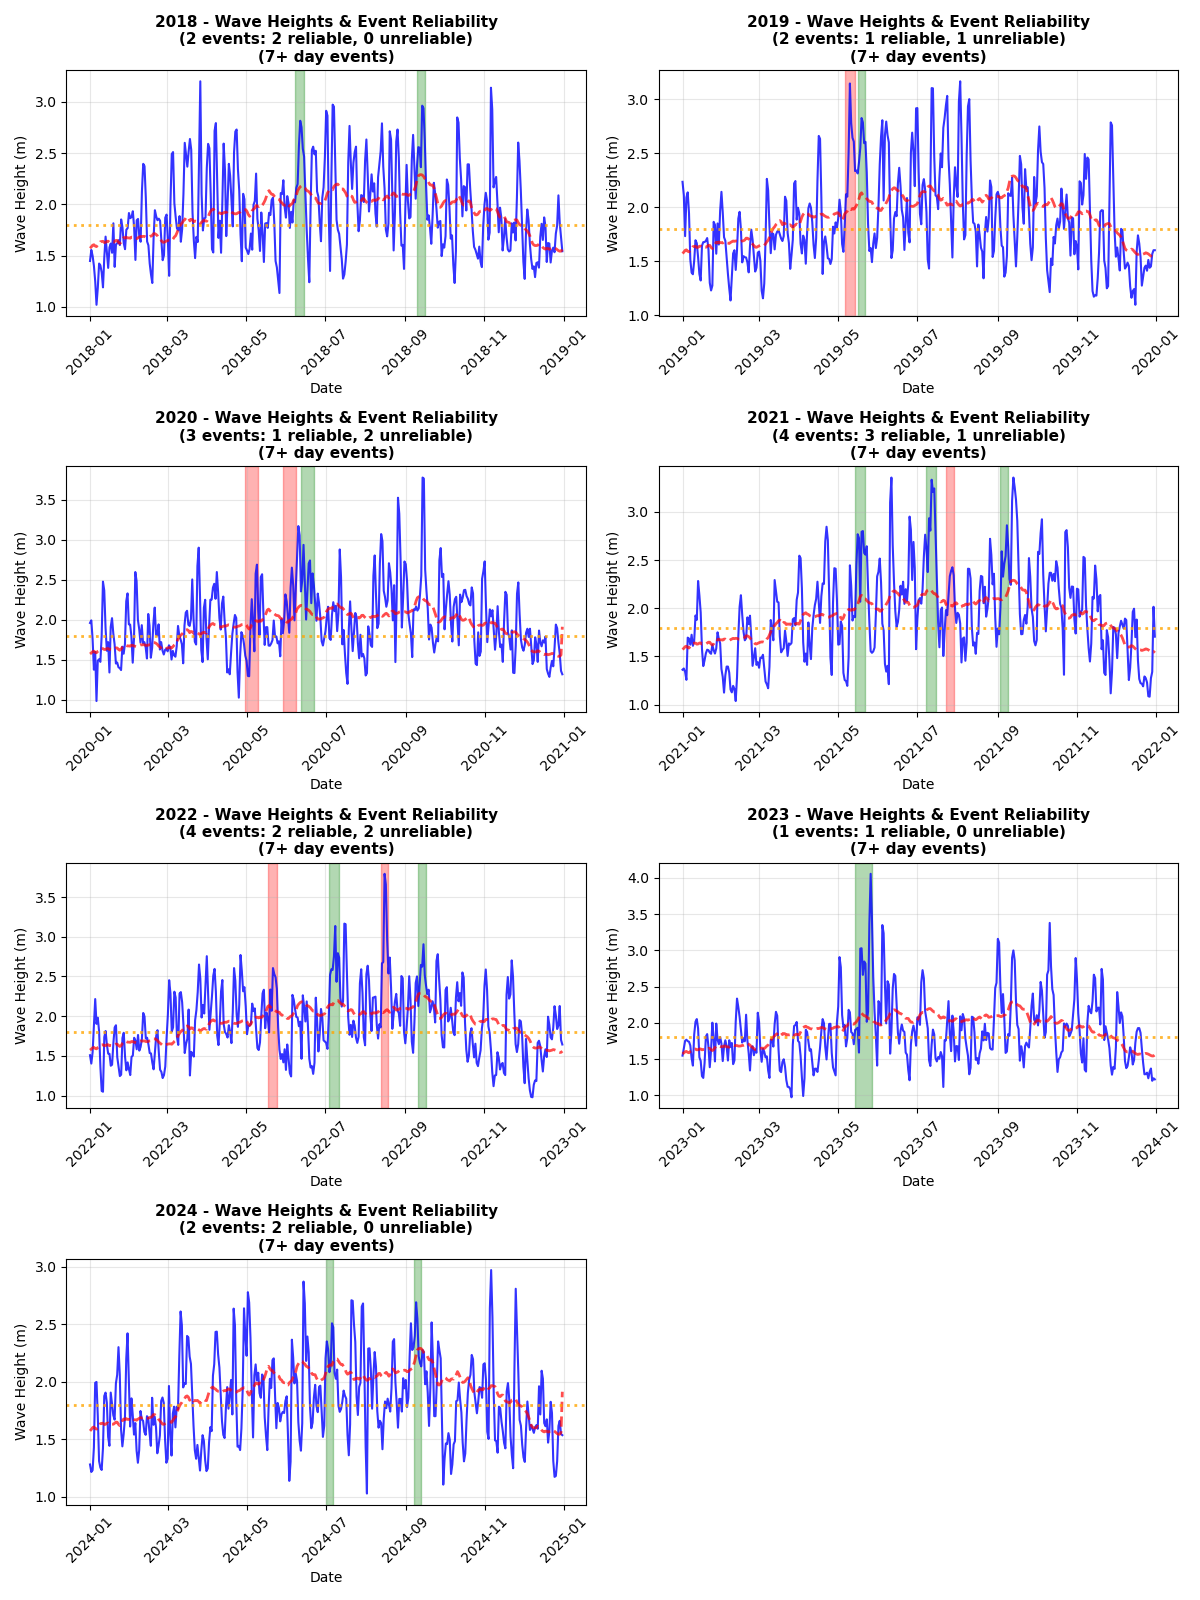 2018 - Wave Heights & Event Reliability
(2 events: 2 reliable, 0 unreliable)
(7+ day events)
Wave Height (m)
3.0
2.5
2.0
1.5
1.0
2018-01
2018-03
2018-05
2018-07
2018-09
2018-11
2019-01
Date
2019 - Wave Heights & Event Reliability
(2 events: 1 reliable, 1 unreliable)
(7+ day events)
Wave Height (m)
3.0
2.5
2.0
1.5
1.0
2019-01
2019-03
2019-05
2019-07
2019-09
2019-11
2020-01
Date
2020 - Wave Heights & Event Reliability
(3 events: 1 reliable, 2 unreliable)
(7+ day events)
Wave Height (m)
3.5
3.0
2.5
2.0
1.5
1.0
2020-01
2020-03
2020-05
2020-07
2020-09
2020-11
2021-01
Date
2021 - Wave Heights & Event Reliability
(4 events: 3 reliable, 1 unreliable)
(7+ day events)
Wave Height (m)
3.0
2.5
2.0
1.5
1.0
2021-01
2021-03
2021-05
2021-07
2021-09
2021-11
2022-01
Date
2022 - Wave Heights & Event Reliability
(4 events: 2 reliable, 2 unreliable)
(7+ day events)
Wave Height (m)
3.5
3.0
2.5
2.0
1.5
1.0
2022-01
2022-03
2022-05
2022-07
2022-09
2022-11
2023-01
Date
2023 - Wave Heights & Event Reliability
(1 events: 1 reliable, 0 unreliable)
(7+ day events)
Wave Height (m)
4.0
3.5
3.0
2.5
2.0
1.5
1.0
2023-01
2023-03
2023-05
2023-07
2023-09
2023-11
2024-01
Date
2024 - Wave Heights & Event Reliability
(2 events: 2 reliable, 0 unreliable)
(7+ day events)
Wave Height (m)
3.0
2.5
2.0
1.5
1.0
2024-01
2024-03
2024-05
2024-07
2024-09
2024-11
2025-01
Date